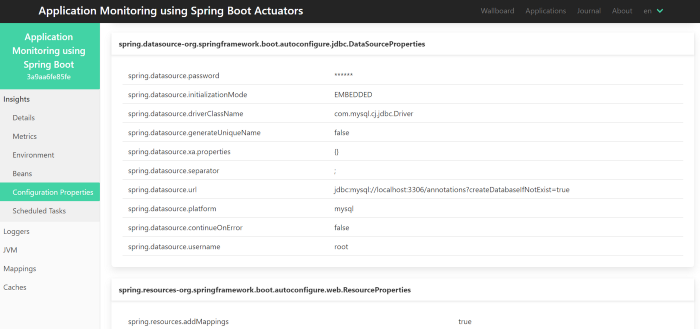 Application Monitoring using Spring Boot Actuators
Wallboard Applications Journal About en
Application
Monitoring using
Spring Boot
3a9aa6fe85fe
Insights
Details
Metrics
Environment
Beans
Configuration Properties
Scheduled Tasks
Loggers
JVM
Mappings
Caches
spring.datasource-org.springframework.boot.autoconfigure.jdbc.DataSourceProperties
spring.datasource.password ******
spring.datasource.initializationMode EMBEDDED
spring.datasource.driverClassName com.mysql.cj.jdbc.Driver
spring.datasource.generateUniqueName false
spring.datasource.xa.properties {}
spring.datasource.separator ;
spring.datasource.url jdbc:mysql://localhost:3306/annotations?createDatabaseIfNotExist=true
spring.datasource.platform mysql
spring.datasource.continueOnError false
spring.datasource.username root
spring.resources-org.springframework.boot.autoconfigure.web.ResourceProperties
spring.resources.addMappings true